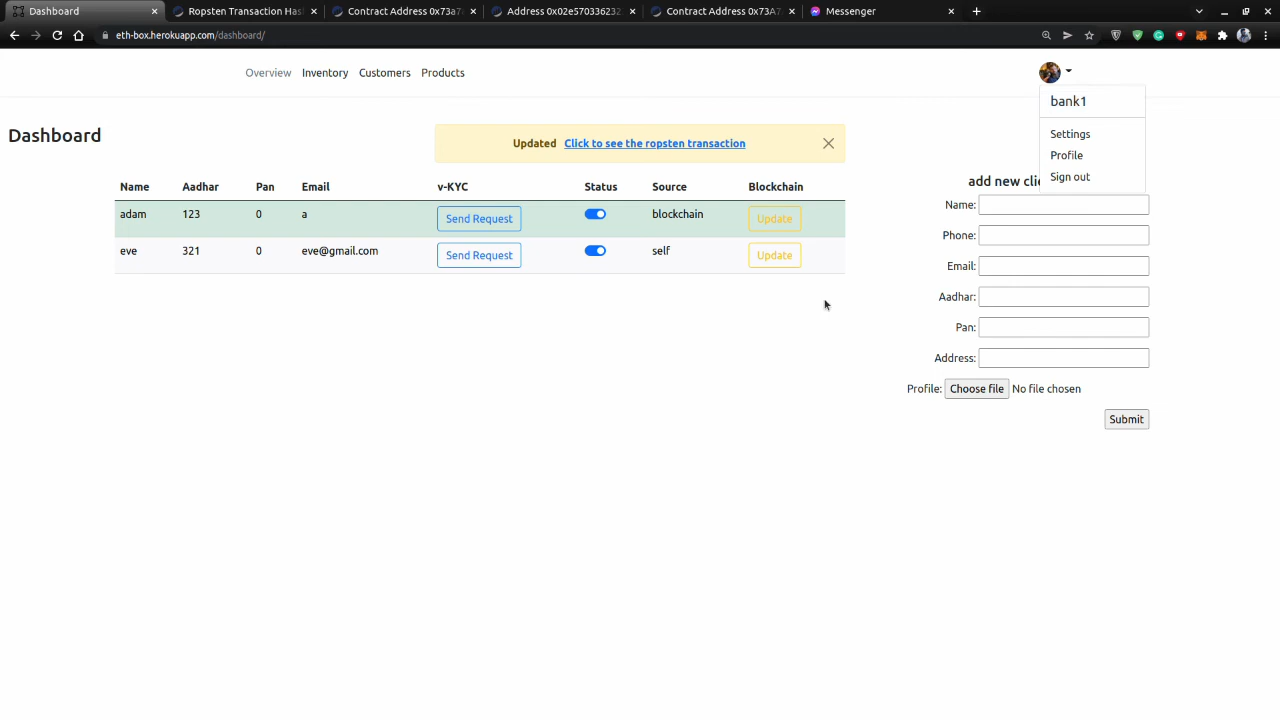 Dashboard
Ropsten Transaction Has
Contract Address 0x73a7
Address 0x02e570336232
Contract Address 0x73A7
Messenger
eth-box.herokuapp.com/dashboard/
Overview Inventory Customers Products
bank1
Settings
Profile
Sign out
Dashboard
Updated Click to see the ropsten transaction
Name Aadhar Pan Email v-KYC Status Source Blockchain
adam 123 0 a Send Request blockchain Update
eve 321 0 eve@gmail.com Send Request self Update
add new clie
Name:
Phone:
Email:
Aadhar:
Pan:
Address:
Profile: Choose file No file chosen
Submit